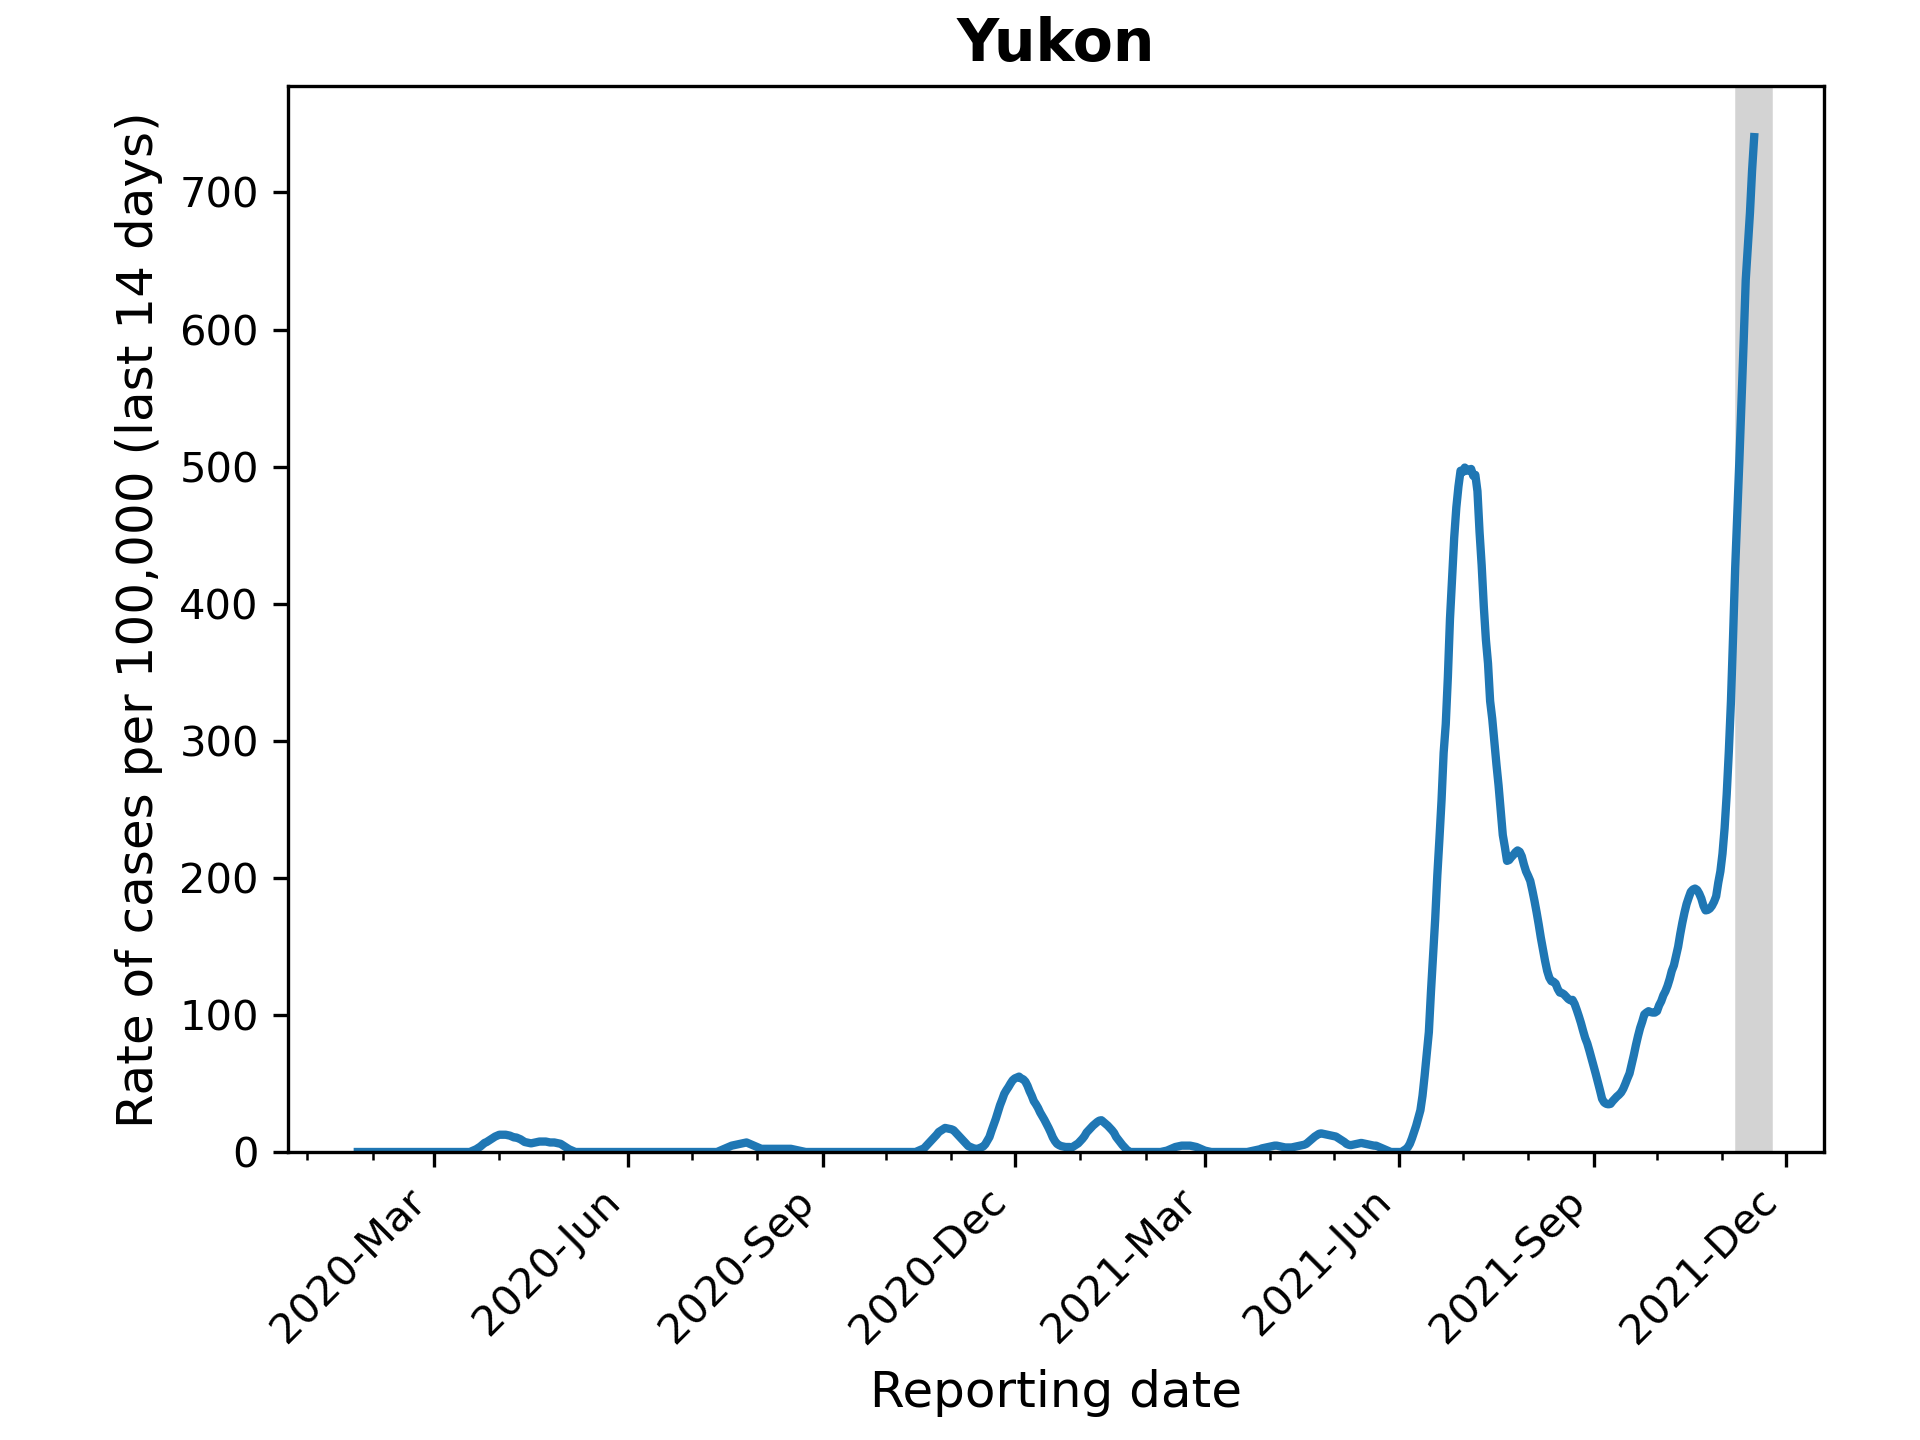 Yukon
Rate of cases per 100,000 (last 14 days)
700
600
500
400
300
200
100
0
2020-Mar
2020-Jun
2020-Sep
2020-Dec
2021-Mar
2021-Jun
2021-Sep
2021-Dec
Reporting date